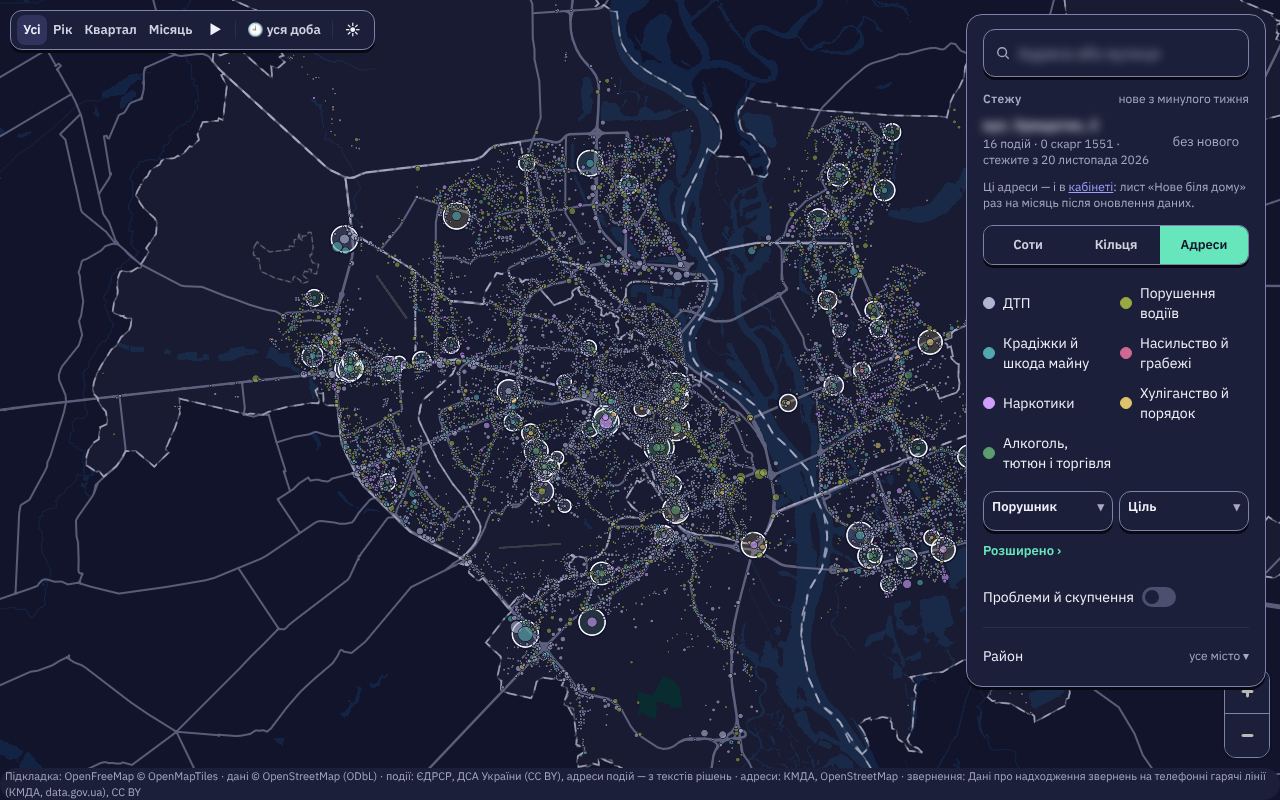 Усі Рік Квартал Місяць ▶ 🕘 уся доба ☀
Стежу нове з минулого тижня
16 подій · 0 скарг 1551 · без нового
стежите з 20 листопада 2026
Ці адреси — і в кабінеті: лист «Нове біля дому»
раз на місяць після оновлення даних.
Соти Кільця Адреси
ДТП
Порушення
водіїв
Крадіжки й
шкода майну
Насильство й
грабежі
Наркотики
Хуліганство й
порядок
Алкоголь,
тютюн і торгівля
Порушник ▾ Ціль ▾
Розширено ›
Проблеми й скупчення
Район усе місто ▾
+
−
Підкладка: OpenFreeMap © OpenMapTiles · дані © OpenStreetMap (ODbL) · події: ЄДРСР, ДСА України (CC BY), адреси подій — з текстів рішень · адреси: КМДА, OpenStreetMap · звернення: Дані про надходження звернень на телефонні гарячі лінії
(КМДА, data.gov.ua), CC BY